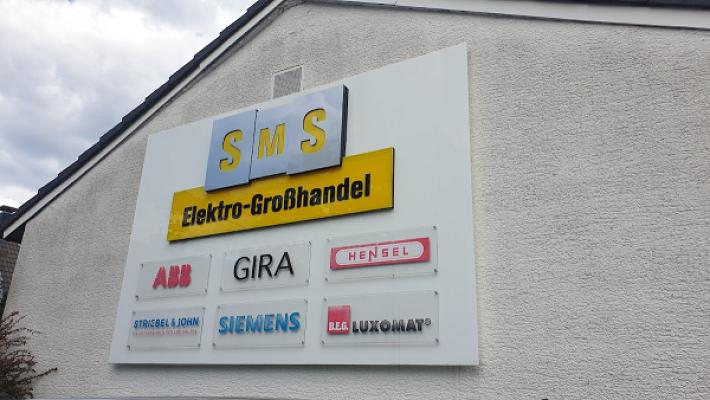 SMS
Elektro-Großhandel
ABB
GIRA
HENSEL
STRIEBEL & JOHN
SIEMENS
B.E.G. LUXOMAT®